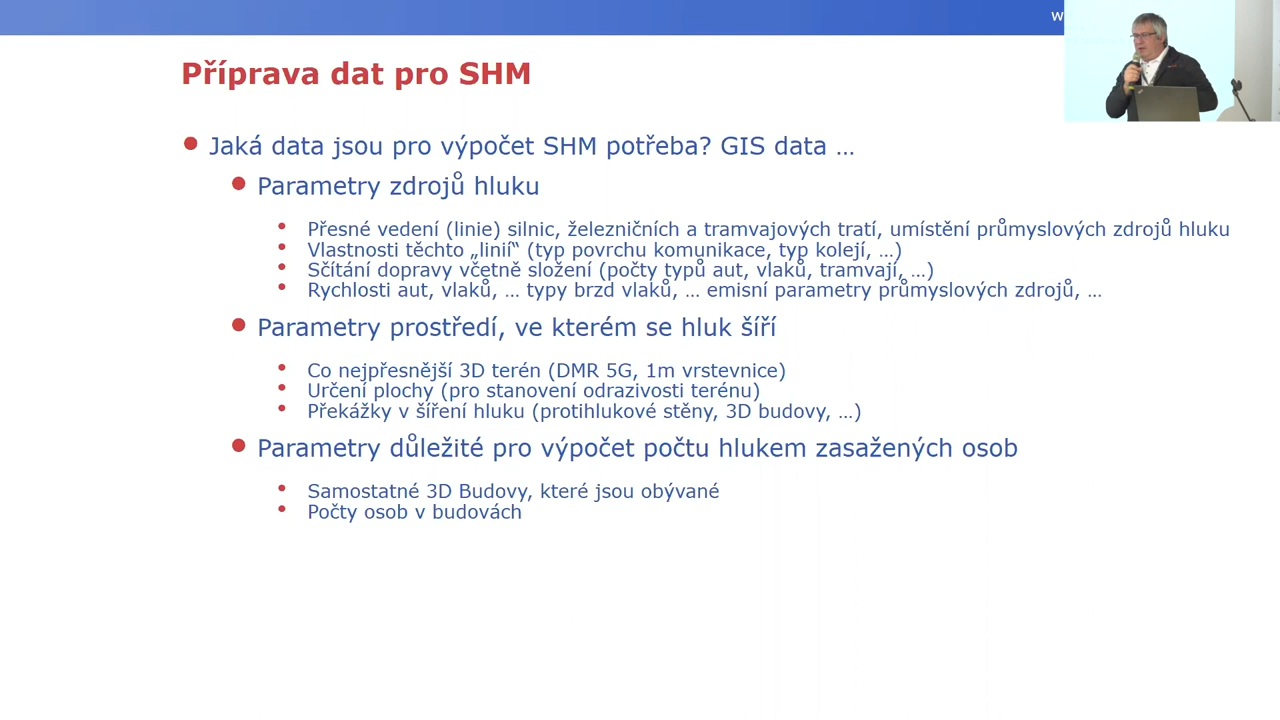 w
Příprava dat pro SHM
Jaká data jsou pro výpočet SHM potřeba? GIS data …
Parametry zdrojů hluku
Přesné vedení (linie) silnic, železničních a tramvajových tratí, umístění průmyslových zdrojů hluku
Vlastnosti těchto „linií“ (typ povrchu komunikace, typ kolejí, …)
Sčítání dopravy včetně složení (počty typů aut, vlaků, tramvají, …)
Rychlosti aut, vlaků, … typy brzd vlaků, … emisní parametry průmyslových zdrojů, …
Parametry prostředí, ve kterém se hluk šíří
Co nejpřesnější 3D terén (DMR 5G, 1m vrstevnice)
Určení plochy (pro stanovení odrazivosti terénu)
Překážky v šíření hluku (protihlukové stěny, 3D budovy, …)
Parametry důležité pro výpočet počtu hlukem zasažených osob
Samostatné 3D Budovy, které jsou obývané
Počty osob v budovách